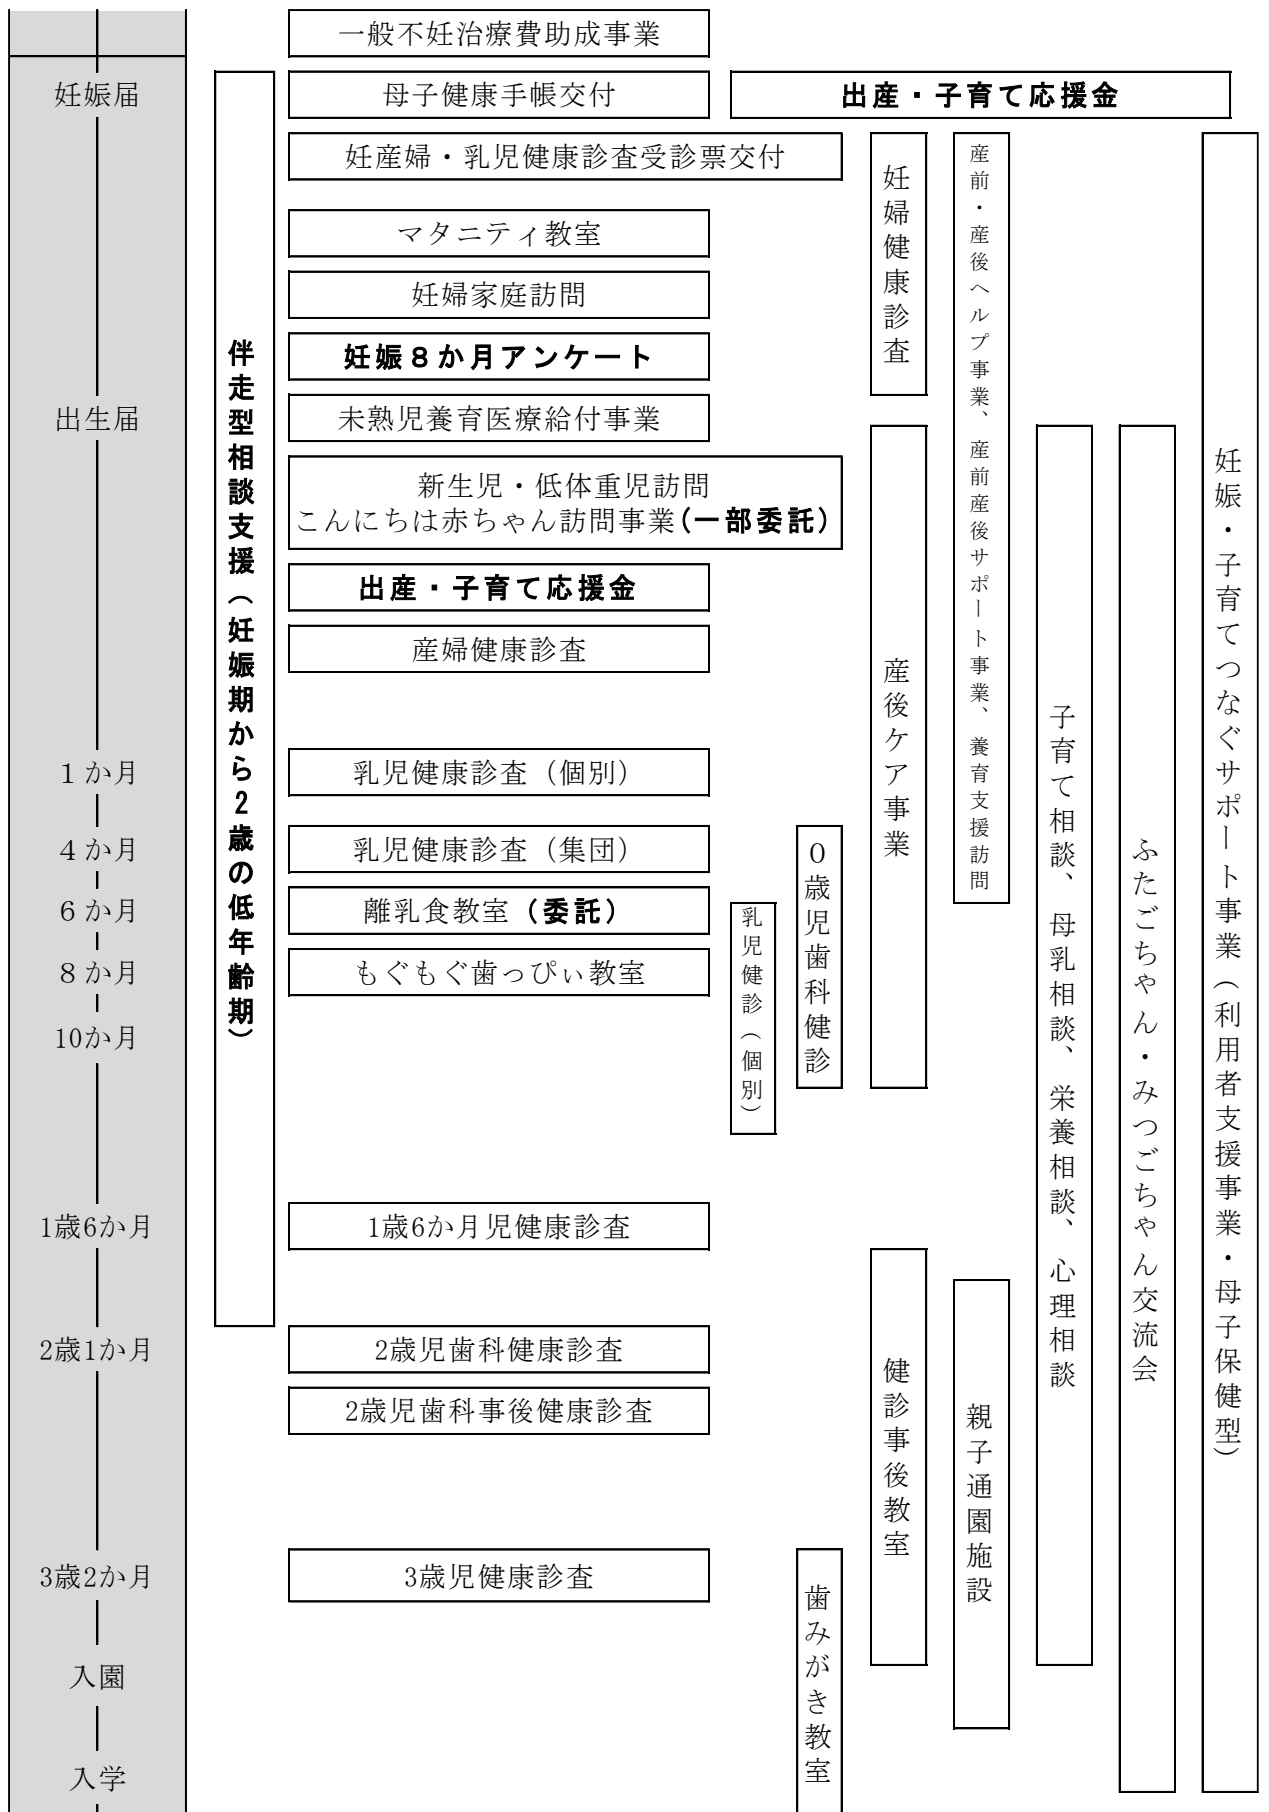 一般不妊治療費助成事業
妊娠届
母子健康手帳交付
出産・子育て応援金
妊産婦・乳児健康診査受診票交付
マタニティ教室
妊婦家庭訪問
妊娠８か月アンケート
出生届
未熟児養育医療給付事業
新生児・低体重児訪問
こんにちは赤ちゃん訪問事業(一部委託)
出産・子育て応援金
産婦健康診査
1か月
乳児健康診査（個別）
4か月
乳児健康診査（集団）
6か月
離乳食教室（委託）
8か月
もぐもぐ歯っぴぃ教室
10か月
1歳6か月
1歳6か月児健康診査
2歳1か月
2歳児歯科健康診査
2歳児歯科事後健康診査
3歳2か月
3歳児健康診査
入園
入学
伴走型相談支援（妊娠期から2歳の低年齢期）
乳児健診（個別）
0歳児歯科健診
歯みがき教室
妊婦健康診査
産後ケア事業
健診事後教室
産前・産後ヘルプ事業、産前産後サポート事業、養育支援訪問
親子通園施設
子育て相談、母乳相談、栄養相談、心理相談
ふたごちゃん・みつごちゃん交流会
妊娠・子育てつなぐサポート事業（利用者支援事業・母子保健型）